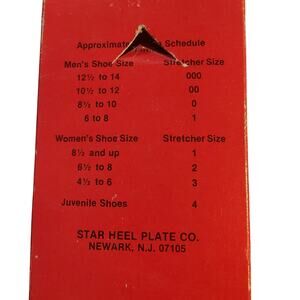 Approximate Schedule
Men's Shoe Size Stretcher Size
12½ to 14 000
10½ to 12 00
8½ to 10 0
6 to 8 1
Women's Shoe Size Stretcher Size
8½ and up 1
6½ to 8 2
4½ to 6 3
Juvenile Shoes 4
STAR HEEL PLATE CO.
NEWARK, N.J. 07105